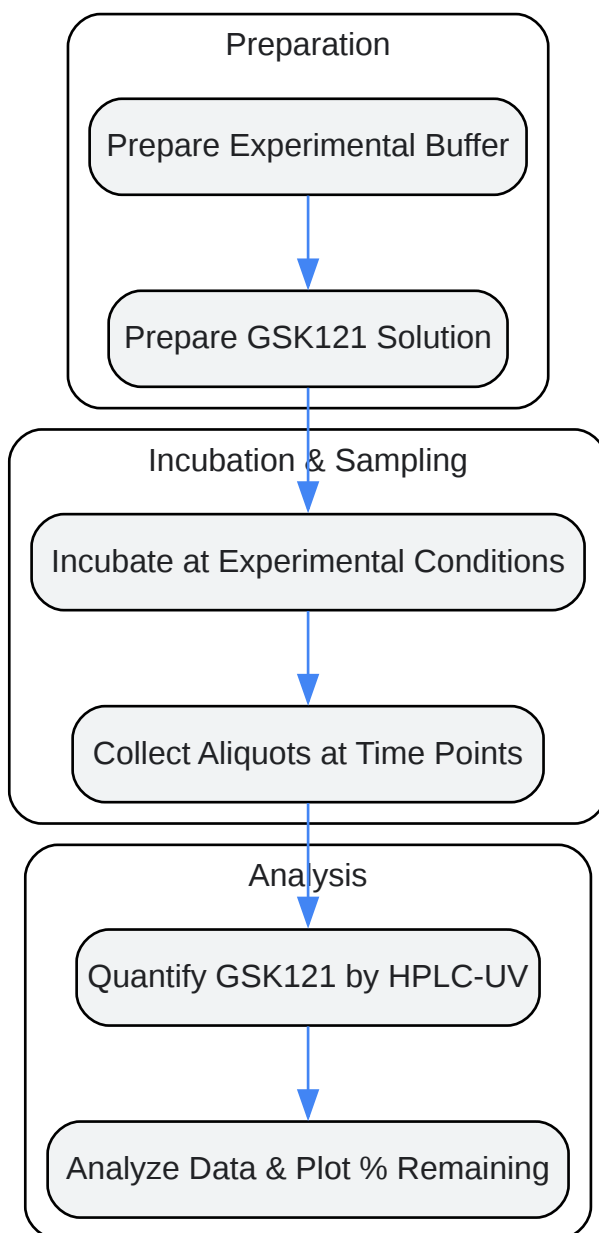 Preparation
Prepare Experimental Buffer
Prepare GSK121 Solution
Incubation & Sampling
Incubate at Experimental Conditions
Collect Aliquots at Time Points
Analysis
Quantify GSK121 by HPLC-UV
Analyze Data & Plot % Remaining